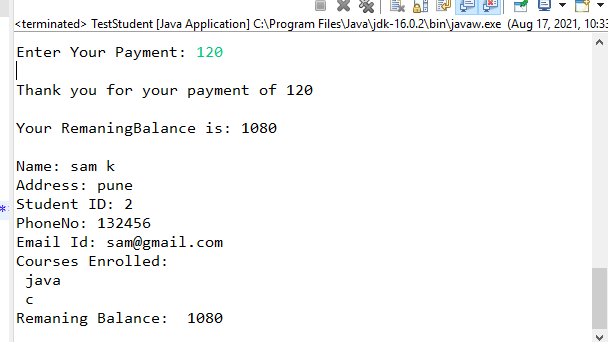 <terminated> TestStudent [Java Application] C:\Program Files\Java\jdk-16.0.2\bin\javaw.exe (Aug 17, 2021, 10:33
Enter Your Payment: 120
Thank you for your payment of 120
Your RemaningBalance is: 1080
Name: sam k
Address: pune
Student ID: 2
PhoneNo: 132456
Email Id: sam@gmail.com
Courses Enrolled:
java
c
Remaning Balance:  1080